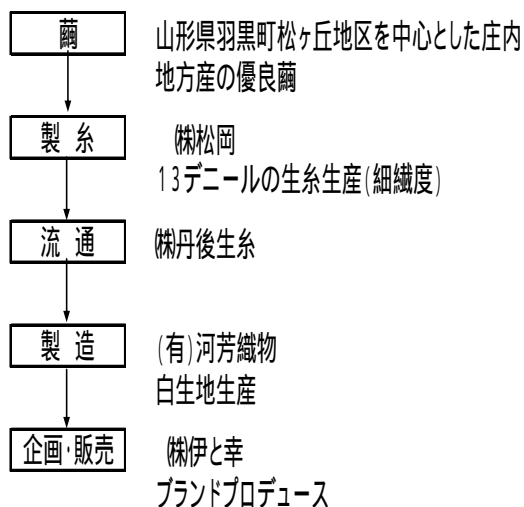 繭
山形県羽黒町松ヶ丘地区を中心とした庄内
地方産の優良繭
製 糸
㈱松岡
13デニールの生糸生産(細繊度)
流 通
㈱丹後生糸
製 造
(有)河芳織物
白生地生産
企画・販売
㈱伊と幸
ブランドプロデュース